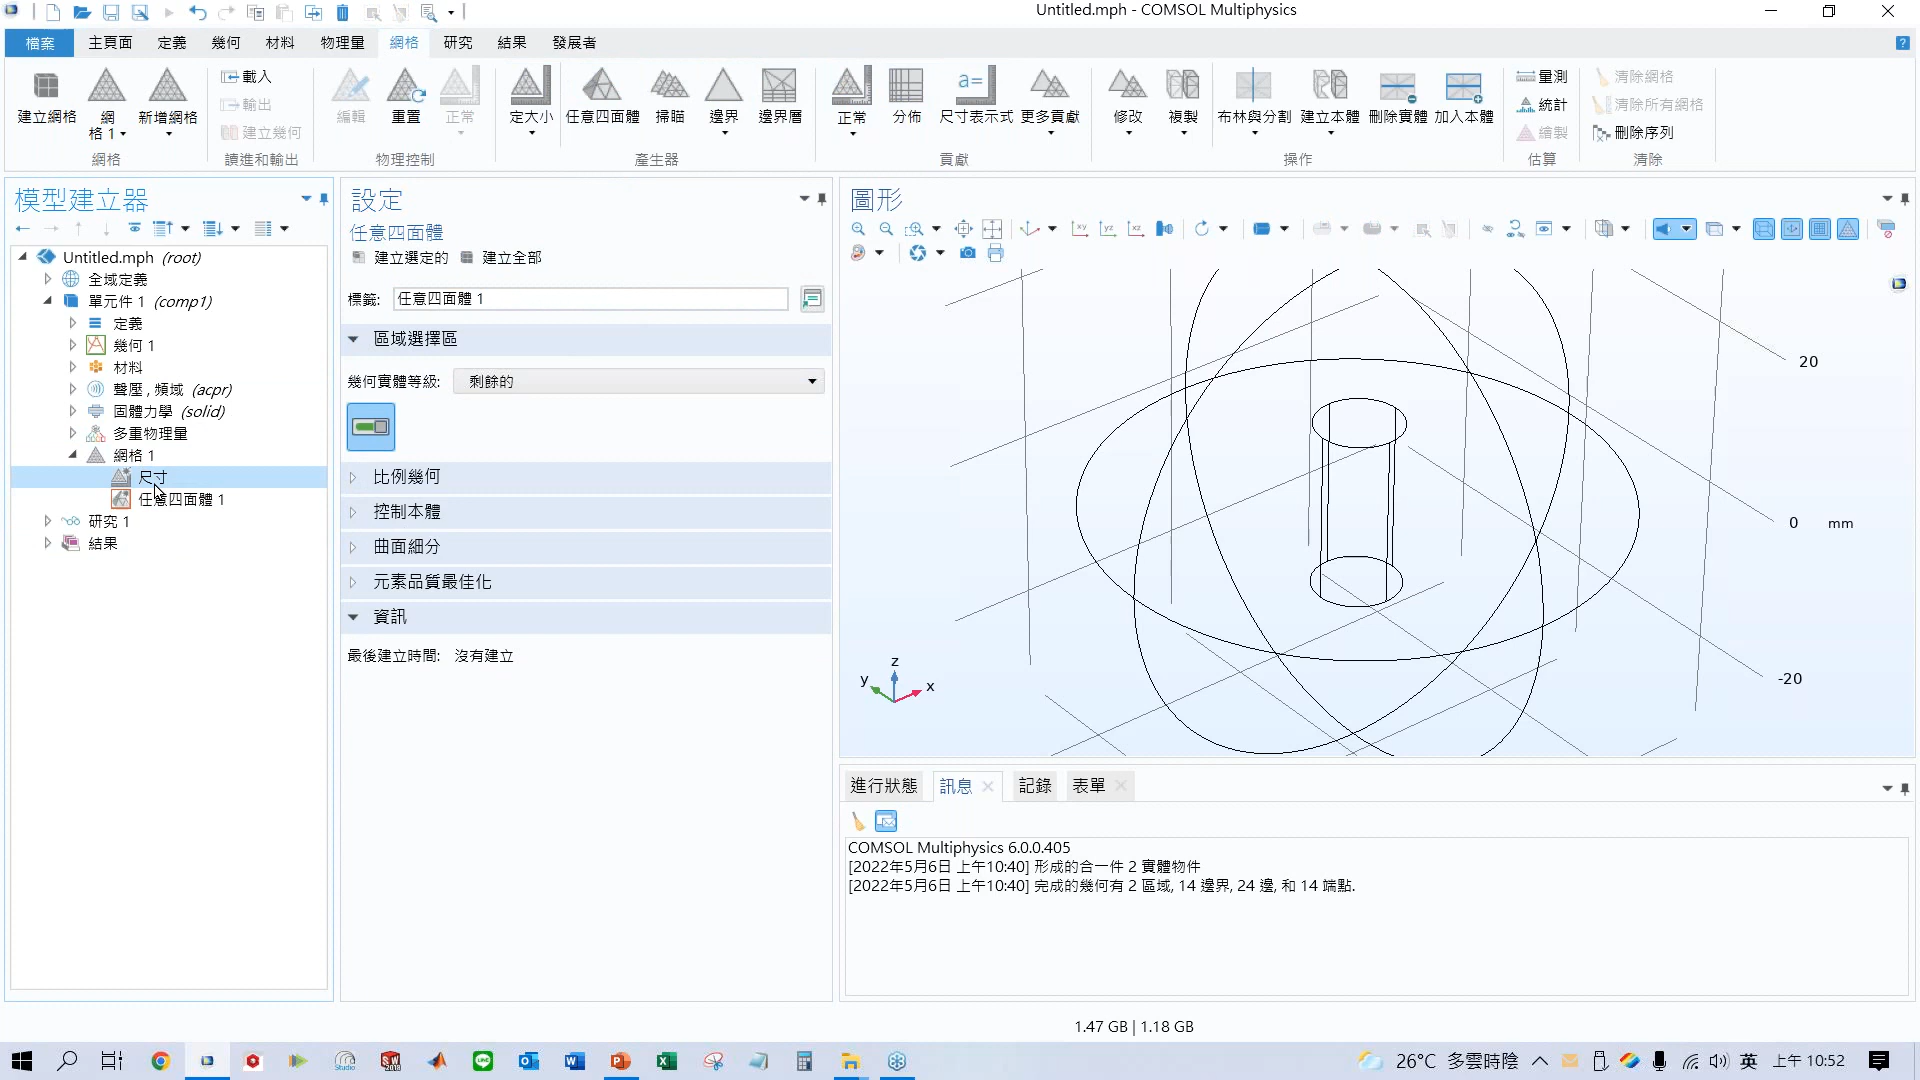 Untitled.mph - COMSOL Multiphysics
檔案 主頁面 定義 幾何 材料 物理量 網格 研究 結果 發展者
建立網格
網格 1
新增網格
網格
載入
輸出
建立幾何
讀進和輸出
編輯
重置
正常
物理控制
定大小
任意四面體
掃瞄
邊界
邊界層
產生器
正常
分佈
a=
尺寸表示式
更多貢獻
貢獻
修改
複製
布林與分割
建立本體
刪除實體
加入本體
操作
量測
統計
繪製
估算
清除網格
清除所有網格
刪除序列
清除
模型建立器
Untitled.mph (root)
全域定義
單元件 1 (comp1)
定義
幾何 1
材料
聲壓 , 頻域 (acpr)
固體力學 (solid)
多重物理量
網格 1
尺寸
任意四面體 1
研究 1
結果
設定
任意四面體
建立選定的 建立全部
標籤: 任意四面體 1
區域選擇區
幾何實體等級: 剩餘的
比例幾何
控制本體
曲面細分
元素品質最佳化
資訊
最後建立時間: 沒有建立
圖形
xy yz xz
20
0 mm
-20
z
y x
進行狀態 訊息 記錄 表單
COMSOL Multiphysics 6.0.0.405
[2022年5月6日 上午10:40] 形成的合一件 2 實體物件
[2022年5月6日 上午10:40] 完成的幾何有 2 區域, 14 邊界, 24 邊, 和 14 端點.
1.47 GB | 1.18 GB
26°C 多雲時陰 英 上午 10:52